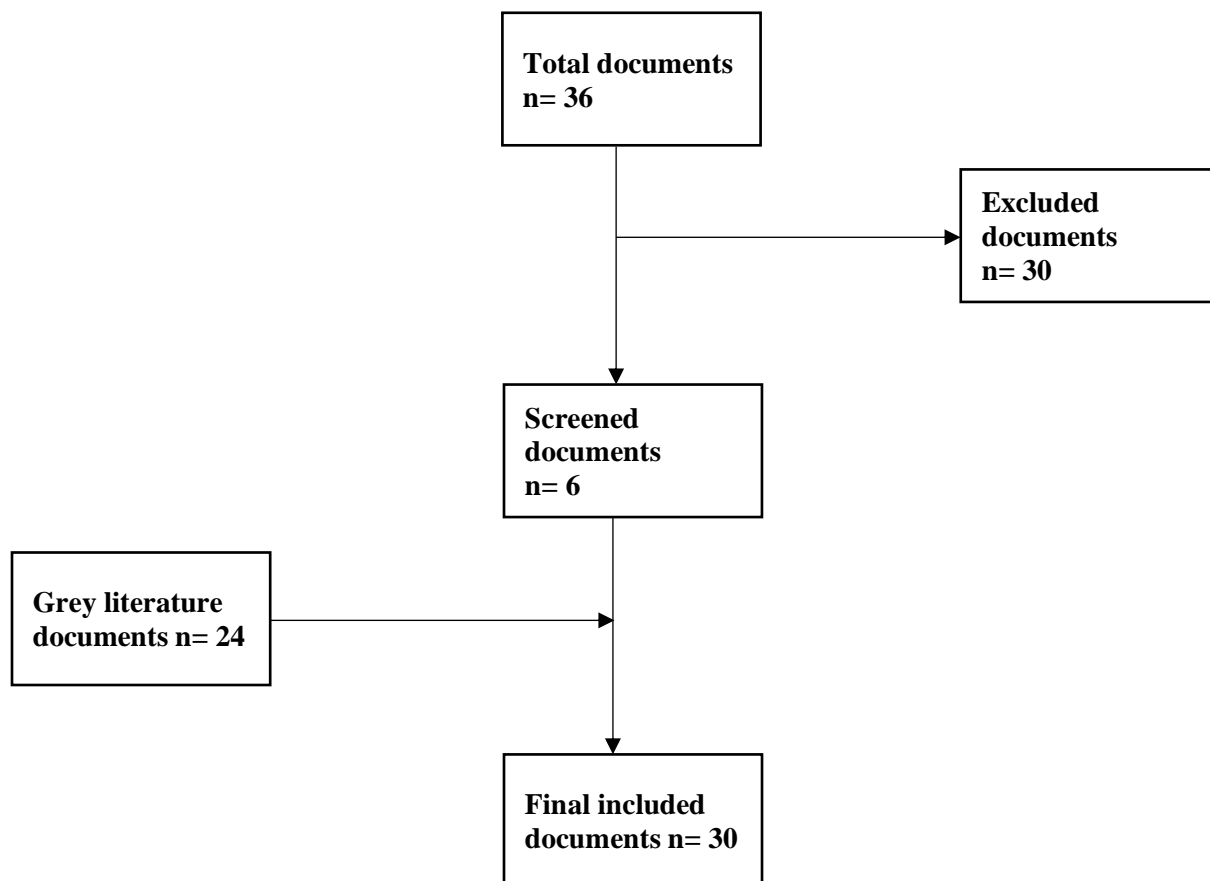 Total documents
n= 36
Excluded
documents
n= 30
Screened
documents
n= 6
Grey literature
documents n= 24
Final included
documents n= 30